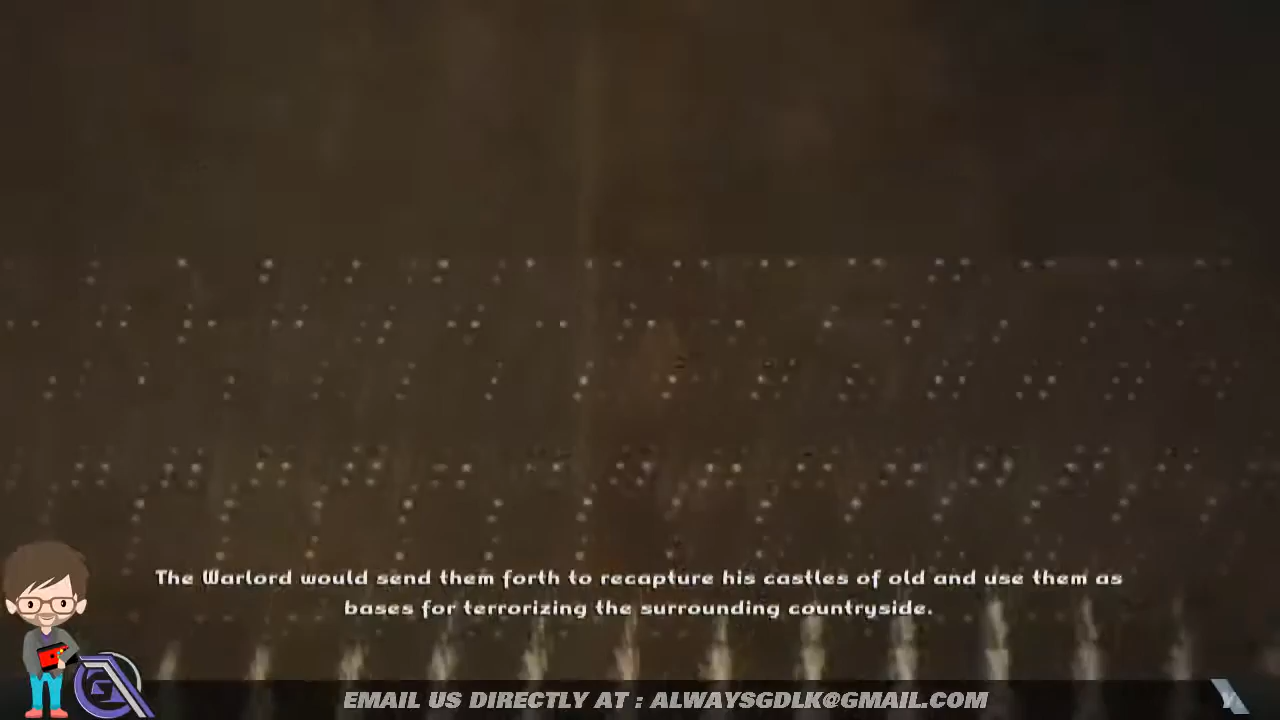 The Warlord would send them forth to recapture his castles of old and use them as
bases for terrorizing the surrounding countryside.
EMAIL US DIRECTLY AT : ALWAYSGDLK@GMAIL.COM